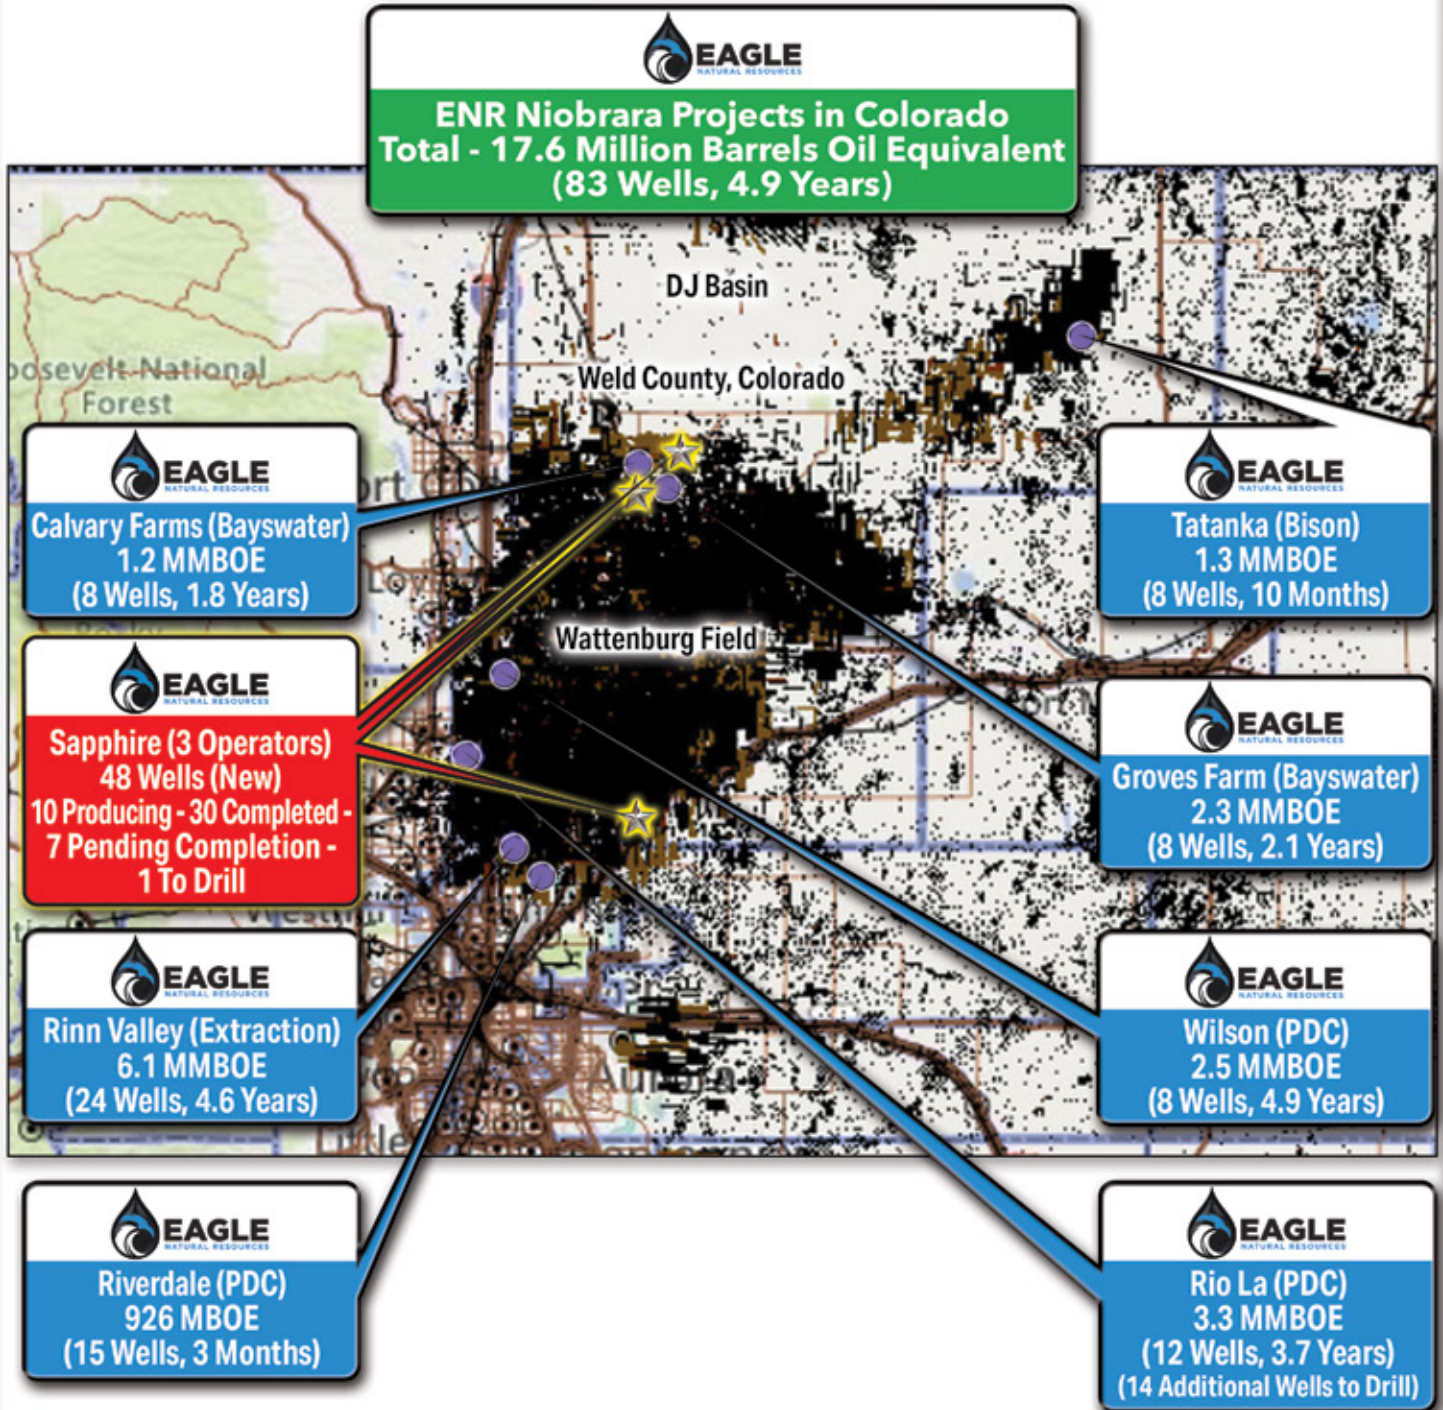 EAGLE
NATURAL RESOURCES
ENR Niobrara Projects in Colorado
Total - 17.6 Million Barrels Oil Equivalent
(83 Wells, 4.9 Years)
DJ Basin
Weld County, Colorado
oosevelt National
Forest
EAGLE
NATURAL RESOURCES
Calvary Farms (Bayswater)
1.2 MMBOE
(8 Wells, 1.8 Years)
EAGLE
NATURAL RESOURCES
Tatanka (Bison)
1.3 MMBOE
(8 Wells, 10 Months)
Wattenburg Field
EAGLE
NATURAL RESOURCES
Sapphire (3 Operators)
48 Wells (New)
10 Producing - 30 Completed -
7 Pending Completion -
1 To Drill
EAGLE
NATURAL RESOURCES
Groves Farm (Bayswater)
2.3 MMBOE
(8 Wells, 2.1 Years)
EAGLE
NATURAL RESOURCES
Rinn Valley (Extraction)
6.1 MMBOE
(24 Wells, 4.6 Years)
EAGLE
NATURAL RESOURCES
Wilson (PDC)
2.5 MMBOE
(8 Wells, 4.9 Years)
Aurora
Little
EAGLE
NATURAL RESOURCES
Riverdale (PDC)
926 MBOE
(15 Wells, 3 Months)
EAGLE
NATURAL RESOURCES
Rio La (PDC)
3.3 MMBOE
(12 Wells, 3.7 Years)
(14 Additional Wells to Drill)